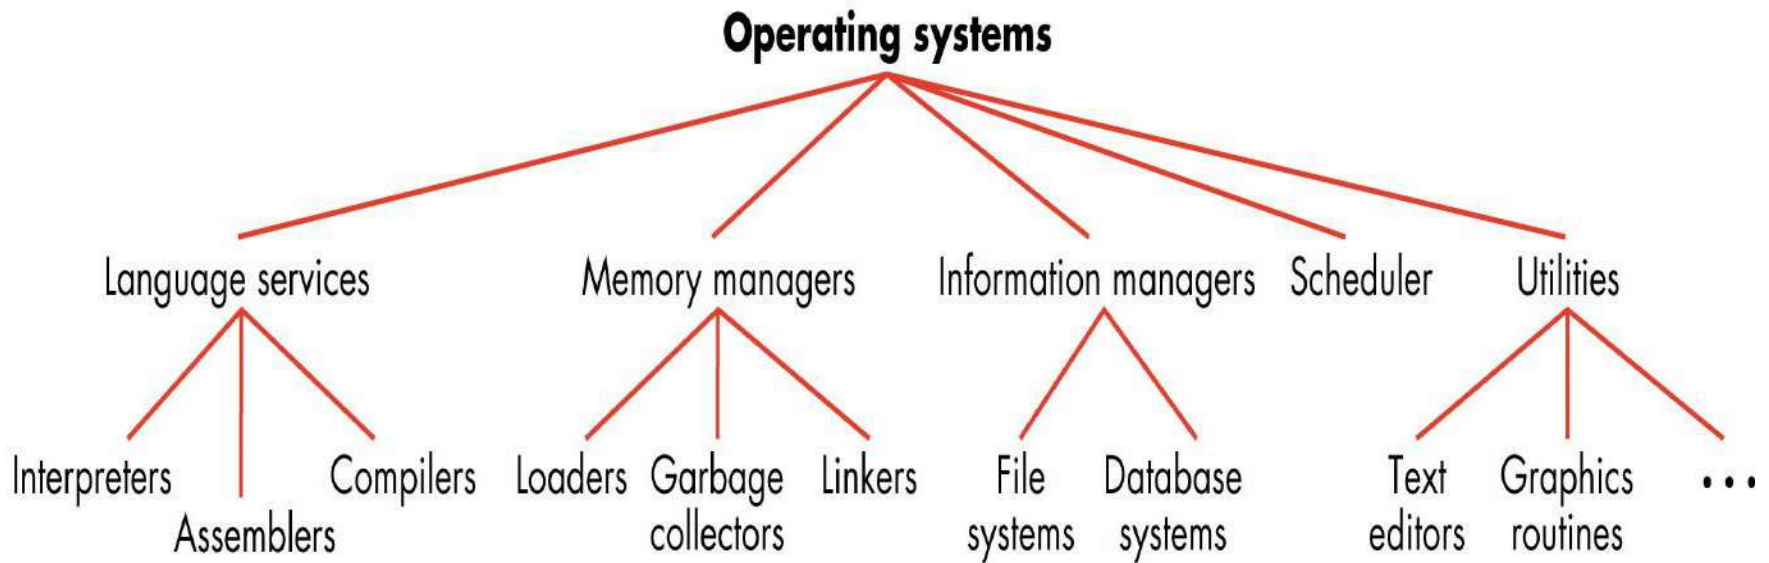 Operating systems
Language services
Memory managers
Information managers
Scheduler
Utilities
Interpreters
Assemblers
Compilers
Loaders
Garbage
collectors
Linkers
File
systems
Database
systems
Text
editors
Graphics
routines
...